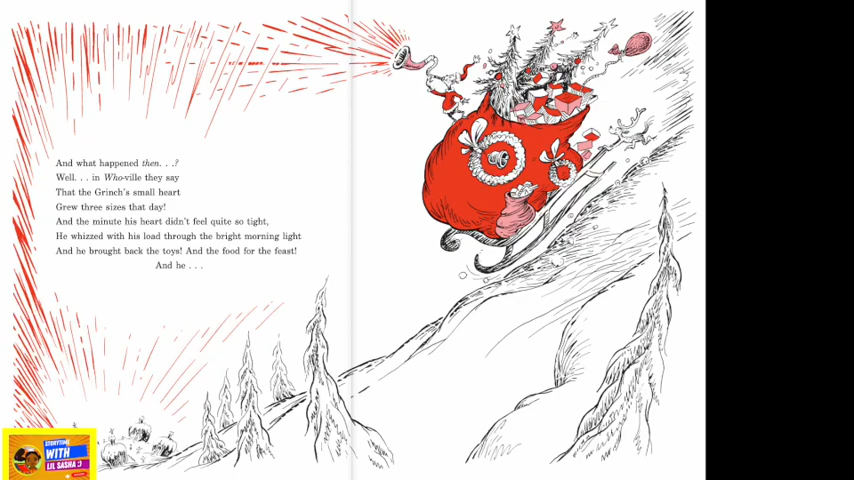 And what happened then. . .?
Well. . . in Who-ville they say
That the Grinch's small heart
Grew three sizes that day!
And the minute his heart didn't feel quite so tight,
He whizzed with his load through the bright morning light
And he brought back the toys! And the food for the feast!
And he . . .
STORYTIME
WITH
LIL SASHA :)